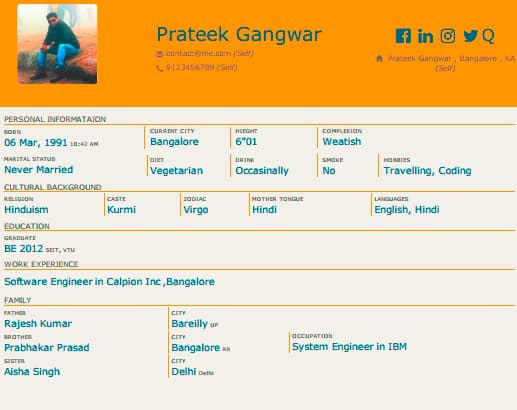 Prateek Gangwar
contact@me.com (Self)
9123456789 (Self)
Prateek Gangwar , Bangalore , KA
(Self)
PERSONAL INFORMATAION
BORN CURRENT CITY HIEGHT COMPLEXION
06 Mar, 1991 10:42 AM Bangalore 6"01 Weatish
MARITAL STATUS DIET DRINK SMOKE HOBBIES
Never Married Vegetarian Occasinally No Travelling, Coding
CULTURAL BACKGROUND
RELIGION CASTE ZODIAC MOTHER TONGUE LANGUAGES
Hinduism Kurmi Virgo Hindi English, Hindi
EDUCATION
GRADUATE
BE 2012 SEIT, VTU
WORK EXPERIENCE
Software Engineer in Calpion Inc ,Bangalore
FAMILY
FATHER CITY
Rajesh Kumar Bareilly UP
BROTHER CITY OCCUPATION
Prabhakar Prasad Bangalore KA System Engineer in IBM
SISTER CITY
Aisha Singh Delhi Delhi